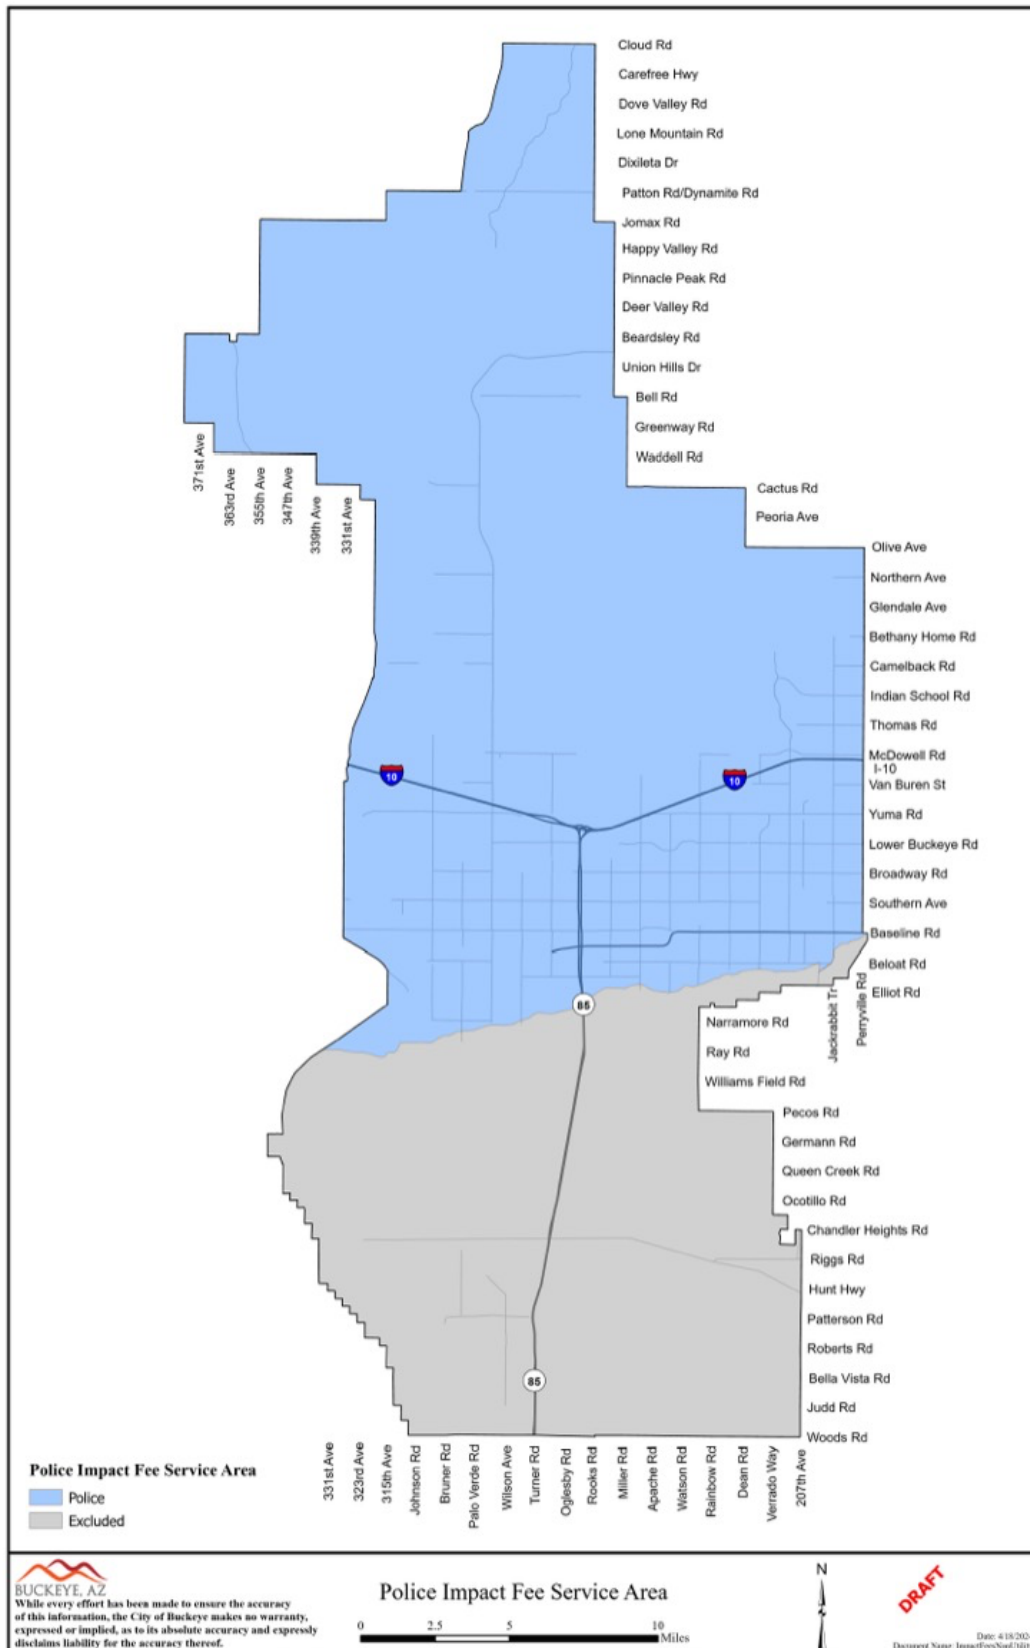 Cloud Rd
Carefree Hwy
Dove Valley Rd
Lone Mountain Rd
Dixileta Dr
Patton Rd/Dynamite Rd
Jomax Rd
Happy Valley Rd
Pinnacle Peak Rd
Deer Valley Rd
Beardsley Rd
Union Hills Dr
Bell Rd
Greenway Rd
Waddell Rd
371st Ave
363rd Ave
355th Ave
347th Ave
339th Ave
331st Ave
Cactus Rd
Peoria Ave
Olive Ave
Northern Ave
Glendale Ave
Bethany Home Rd
Camelback Rd
Indian School Rd
Thomas Rd
McDowell Rd
I-10
10
10
Van Buren St
Yuma Rd
Lower Buckeye Rd
Broadway Rd
Southern Ave
Baseline Rd
Beloat Rd
Elliot Rd
Jackrabbit Tr
Perryville Rd
85
Narramore Rd
Ray Rd
Williams Field Rd
Pecos Rd
Germann Rd
Queen Creek Rd
Ocotillo Rd
Chandler Heights Rd
Riggs Rd
Hunt Hwy
Patterson Rd
Roberts Rd
85
Bella Vista Rd
Judd Rd
Woods Rd
331st Ave
323rd Ave
315th Ave
Johnson Rd
Bruner Rd
Palo Verde Rd
Wilson Ave
Turner Rd
Oglesby Rd
Rooks Rd
Miller Rd
Apache Rd
Watson Rd
Rainbow Rd
Dean Rd
Verrado Way
207th Ave
Police Impact Fee Service Area
Police
Excluded
BUCKEYE, AZ
While every effort has been made to ensure the accuracy
of this information, the City of Buckeye makes no warranty,
expressed or implied, as to its absolute accuracy and expressly
disclaims liability for the accuracy thereof.
Police Impact Fee Service Area
0 2.5 5 10
Miles
N
DRAFT
Date: 4/18/202
Document Name: